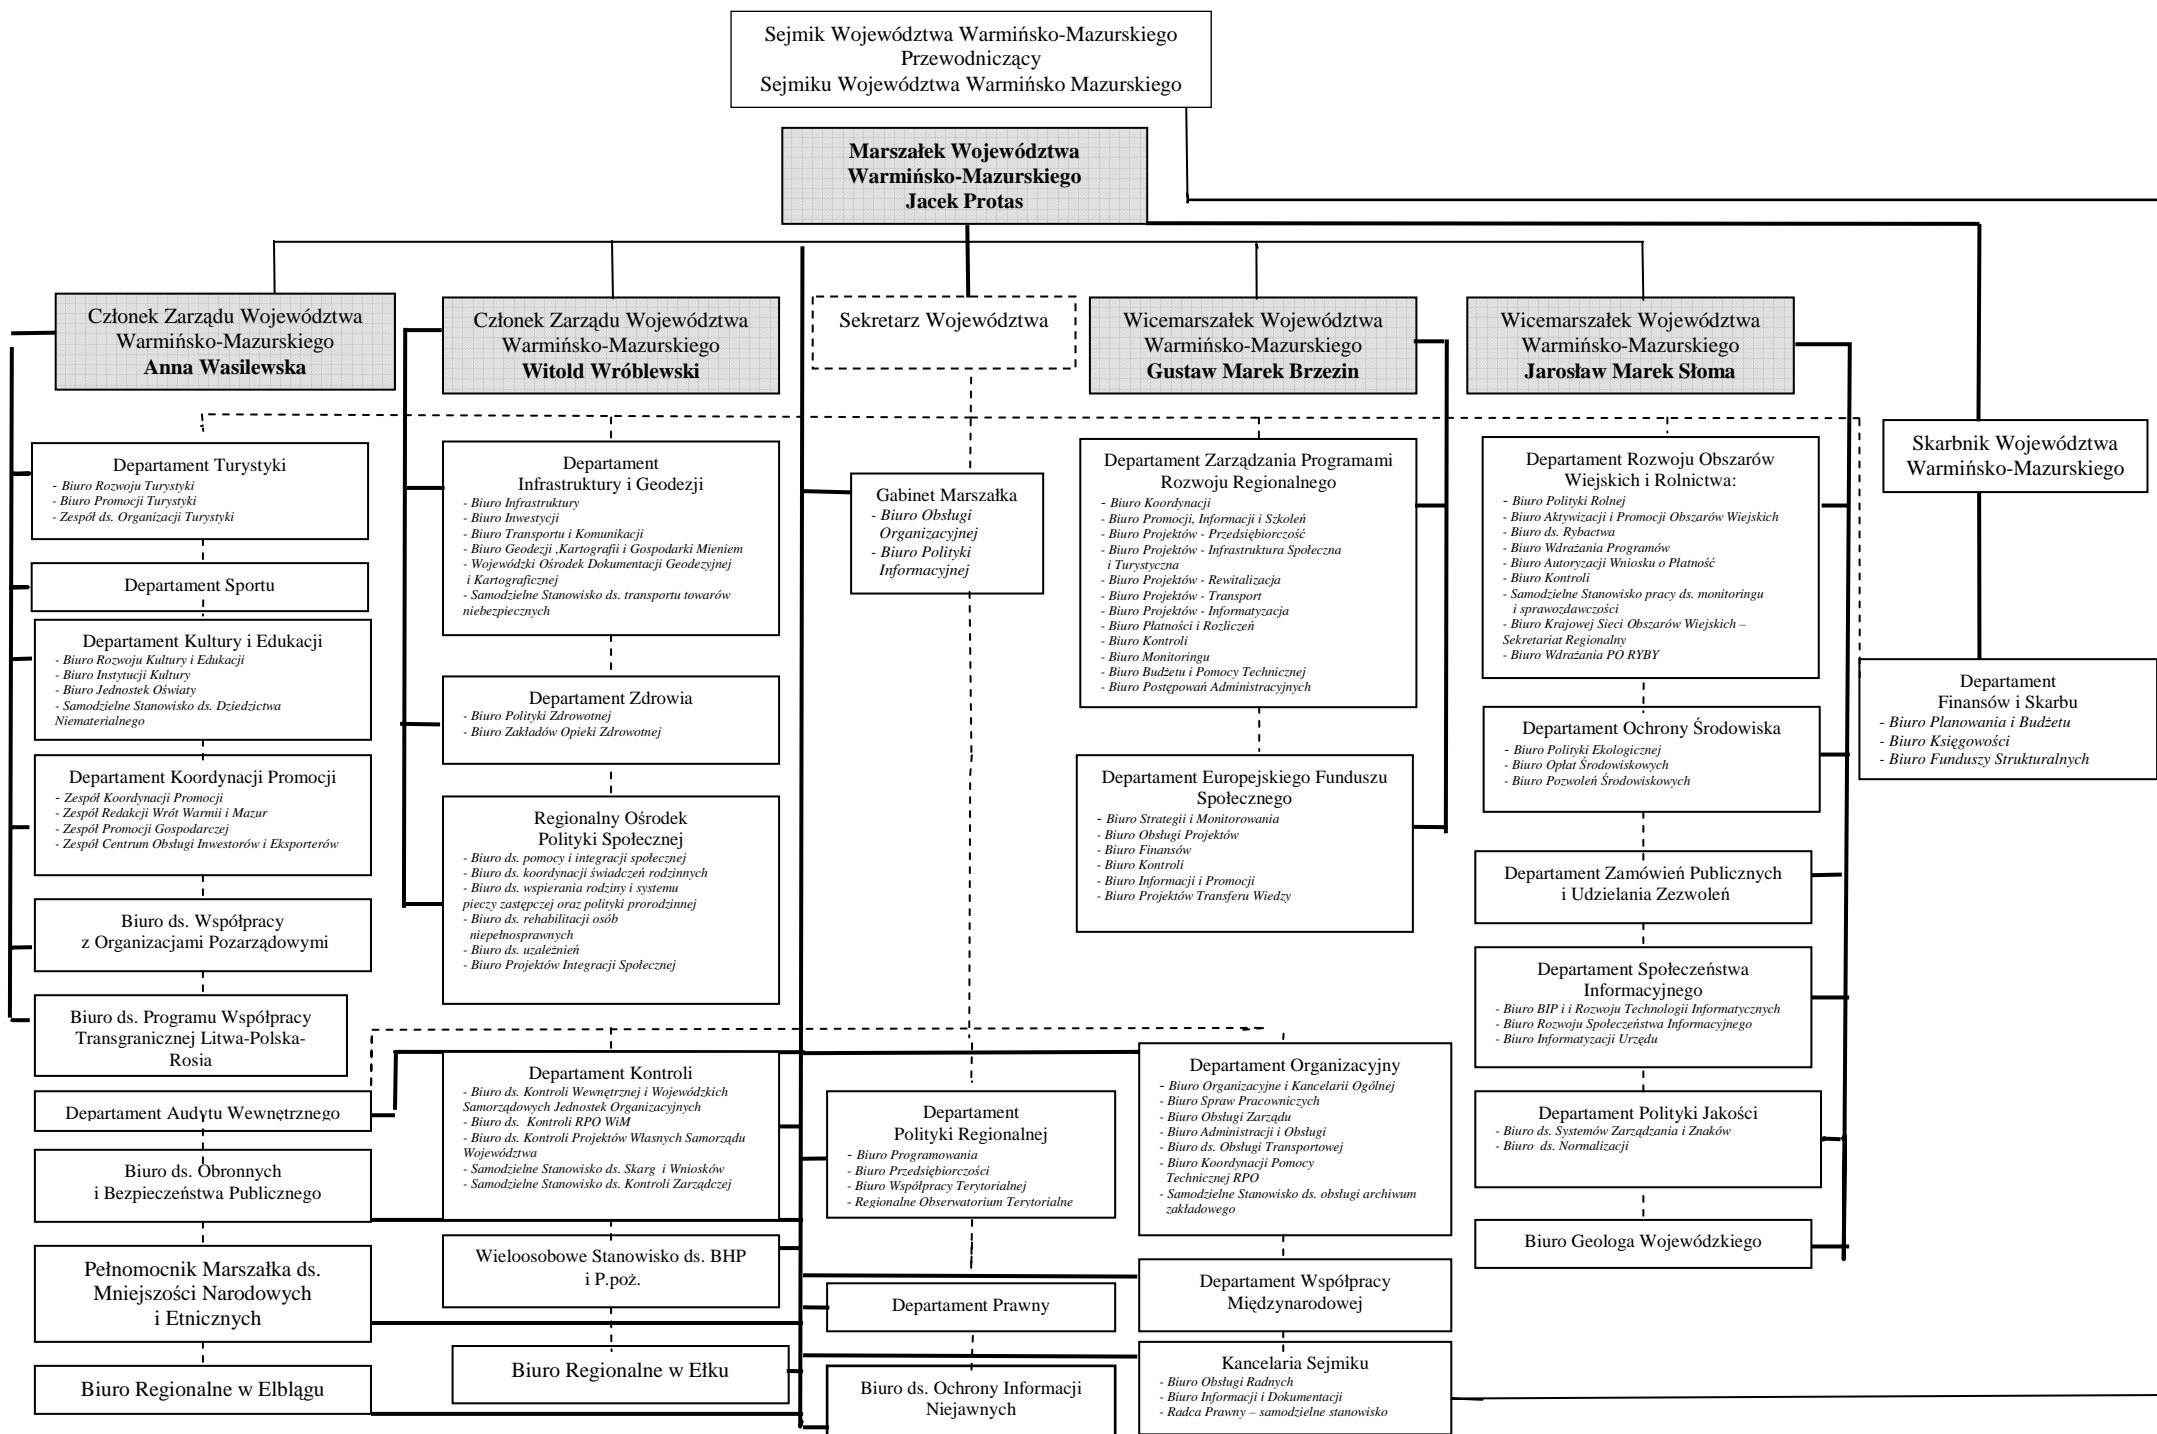 Sejmik Województwa Warmińsko-Mazurskiego
Przewodniczący
Sejmiku Województwa Warmińsko Mazurskiego
Marszałek Województwa
Warmińsko-Mazurskiego
Jacek Protas
Członek Zarządu Województwa
Warmińsko-Mazurskiego
Anna Wasilewska
Członek Zarządu Województwa
Warmińsko-Mazurskiego
Witold Wróblewski
Sekretarz Województwa
Wicemarszałek Województwa
Warmińsko-Mazurskiego
Gustaw Marek Brzezin
Wicemarszałek Województwa
Warmińsko-Mazurskiego
Jarosław Marek Słoma
Skarbnik Województwa
Warmińsko-Mazurskiego
Departament Turystyki
- Biuro Rozwoju Turystyki
- Biuro Promocji Turystyki
- Zespół ds. Organizacji Turystyki
Departament Sportu
Departament Kultury i Edukacji
- Biuro Rozwoju Kultury i Edukacji
- Biuro Instytucji Kultury
- Biuro Jednostek Oświaty
- Samodzielne Stanowisko ds. Dziedzictwa
Niematerialnego
Departament Koordynacji Promocji
- Zespół Koordynacji Promocji
- Zespół Redakcji Wrót Warmii i Mazur
- Zespół Promocji Gospodarczej
- Zespół Centrum Obsługi Inwestorów i Eksporterów
Biuro ds. Współpracy
z Organizacjami Pozarządowymi
Biuro ds. Programu Współpracy
Transgranicznej Litwa-Polska-
Rosia
Departament Audytu Wewnętrznego
Biuro ds. Obronnych
i Bezpieczeństwa Publicznego
Pełnomocnik Marszałka ds.
Mniejszości Narodowych
i Etnicznych
Biuro Regionalne w Elblągu
Departament
Infrastruktury i Geodezji
- Biuro Infrastruktury
- Biuro Inwestycji
- Biuro Transportu i Komunikacji
- Biuro Geodezji ,Kartografii i Gospodarki Mieniem
- Wojewódzki Ośrodek Dokumentacji Geodezyjnej
i Kartograficznej
- Samodzielne Stanowisko ds. transportu towarów
niebezpiecznych
Departament Zdrowia
- Biuro Polityki Zdrowotnej
- Biuro Zakładów Opieki Zdrowotnej
Regionalny Ośrodek
Polityki Społecznej
- Biuro ds. pomocy i integracji społecznej
- Biuro ds. koordynacji świadczeń rodzinnych
- Biuro ds. wspierania rodziny i systemu
pieczy zastępczej oraz polityki prorodzinnej
- Biuro ds. rehabilitacji osób
niepełnosprawnych
- Biuro ds. uzależnień
- Biuro Projektów Integracji Społecznej
Departament Kontroli
- Biuro ds. Kontroli Wewnętrznej i Wojewódzkich
Samorządowych Jednostek Organizacyjnych
- Biuro ds. Kontroli RPO WiM
- Biuro ds. Kontroli Projektów Własnych Samorządu
Województwa
- Samodzielne Stanowisko ds. Skarg i Wniosków
- Samodzielne Stanowisko ds. Kontroli Zarządczej
Wieloosobowe Stanowisko ds. BHP
i P.poż.
Biuro Regionalne w Ełku
Gabinet Marszałka
- Biuro Obsługi
Organizacyjnej
- Biuro Polityki
Informacyjnej
Departament
Polityki Regionalnej
- Biuro Programowania
- Biuro Przedsiębiorczości
- Biuro Współpracy Terytorialnej
- Regionalne Obserwatorium Terytorialne
Departament Prawny
Biuro ds. Ochrony Informacji
Niejawnych
Departament Zarządzania Programami
Rozwoju Regionalnego
- Biuro Koordynacji
- Biuro Promocji, Informacji i Szkoleń
- Biuro Projektów - Przedsiębiorczość
- Biuro Projektów - Infrastruktura Społeczna
i Turystyczna
- Biuro Projektów - Rewitalizacja
- Biuro Projektów - Transport
- Biuro Projektów - Informatyzacja
- Biuro Płatności i Rozliczeń
- Biuro Kontroli
- Biuro Monitoringu
- Biuro Budżetu i Pomocy Technicznej
- Biuro Postępowań Administracyjnych
Departament Europejskiego Funduszu
Społecznego
- Biuro Strategii i Monitorowania
- Biuro Obsługi Projektów
- Biuro Finansów
- Biuro Kontroli
- Biuro Informacji i Promocji
- Biuro Projektów Transferu Wiedzy
Departament Organizacyjny
- Biuro Organizacyjne i Kancelarii Ogólnej
- Biuro Spraw Pracowniczych
- Biuro Obsługi Zarządu
- Biuro Administracji i Obsługi
- Biuro ds. Obsługi Transportowej
- Biuro Koordynacji Pomocy
Technicznej RPO
- Samodzielne Stanowisko ds. obsługi archiwum
zakładowego
Departament Współpracy
Międzynarodowej
Kancelaria Sejmiku
- Biuro Obsługi Radnych
- Biuro Informacji i Dokumentacji
- Radca Prawny – samodzielne stanowisko
Departament Rozwoju Obszarów
Wiejskich i Rolnictwa:
- Biuro Polityki Rolnej
- Biuro Aktywizacji i Promocji Obszarów Wiejskich
- Biuro ds. Rybactwa
- Biuro Wdrażania Programów
- Biuro Autoryzacji Wniosku o Płatność
- Biuro Kontroli
- Samodzielne Stanowisko pracy ds. monitoringu
i sprawozdawczości
- Biuro Krajowej Sieci Obszarów Wiejskich –
Sekretariat Regionalny
- Biuro Wdrażania PO RYBY
Departament Ochrony Środowiska
- Biuro Polityki Ekologicznej
- Biuro Opłat Środowiskowych
- Biuro Pozwoleń Środowiskowych
Departament Zamówień Publicznych
i Udzielania Zezwoleń
Departament Społeczeństwa
Informacyjnego
- Biuro BIP i i Rozwoju Technologii Informatycznych
- Biuro Rozwoju Społeczeństwa Informacyjnego
- Biuro Informatyzacji Urzędu
Departament Polityki Jakości
- Biuro ds. Systemów Zarządzania i Znaków
- Biuro ds. Normalizacji
Biuro Geologa Wojewódzkiego
Departament
Finansów i Skarbu
- Biuro Planowania i Budżetu
- Biuro Księgowości
- Biuro Funduszy Strukturalnych